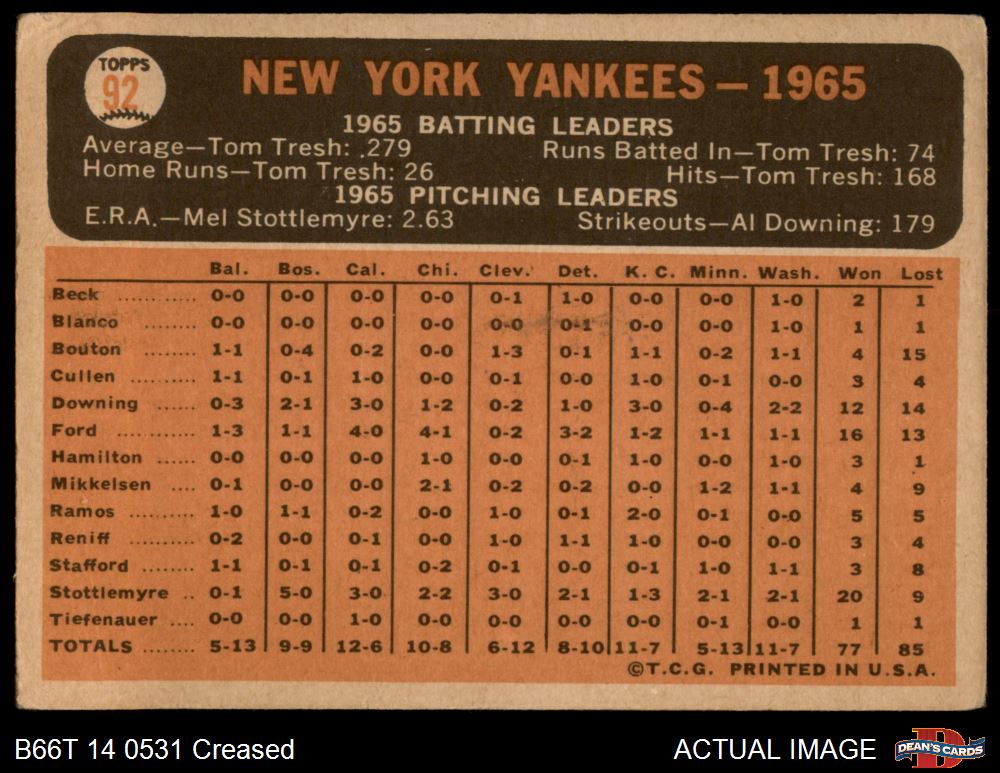 TOPPS
92
NEW YORK YANKEES — 1965
1965 BATTING LEADERS
Average—Tom Tresh: .279 Runs Batted In—Tom Tresh: 74
Home Runs—Tom Tresh: 26 Hits—Tom Tresh: 168
1965 PITCHING LEADERS
E.R.A.—Mel Stottlemyre: 2.63 Strikeouts—Al Downing: 179
Bal. Bos. Cal. Chi. Clev. Det. K. C. Minn. Wash. Won Lost
Beck ........... 0-0 0-0 0-0 0-0 0-1 1-0 0-0 0-0 1-0 2 1
Blanco ........ 0-0 0-0 0-0 0-0 0-0 0-1 0-0 0-0 1-0 1 1
Bouton ........ 1-1 0-4 0-2 0-0 1-3 0-1 1-1 0-2 1-1 4 15
Cullen ......... 1-1 0-1 1-0 0-0 0-1 0-0 1-0 0-1 0-0 3 4
Downing ...... 0-3 2-1 3-0 1-2 0-2 1-0 3-0 0-4 2-2 12 14
Ford ........... 1-3 1-1 4-0 4-1 0-2 3-2 1-2 1-1 1-1 16 13
Hamilton ...... 0-0 0-0 0-0 1-0 0-0 0-1 1-0 0-0 1-0 3 1
Mikkelsen .... 0-1 0-0 0-0 2-1 0-2 0-2 0-0 1-2 1-1 4 9
Ramos .......... 1-0 1-1 0-2 0-0 1-0 0-1 2-0 0-1 0-0 5 5
Reniff .......... 0-2 0-0 0-1 0-0 1-0 1-1 1-0 0-0 0-0 3 4
Stafford ........ 1-1 0-1 0-1 0-2 0-1 0-0 0-1 1-0 1-1 3 8
Stottlemyre .. 0-1 5-0 3-0 2-2 3-0 2-1 1-3 2-1 2-1 20 9
Tiefenauer .... 0-0 0-0 1-0 0-0 0-0 0-0 0-0 0-1 0-0 1 1
TOTALS ........ 5-13 9-9 12-6 10-8 6-12 8-10 11-7 5-13 11-7 77 85
©T.C.G. PRINTED IN U.S.A.
B66T 14 0531 Creased ACTUAL IMAGE DEAN'S CARDS